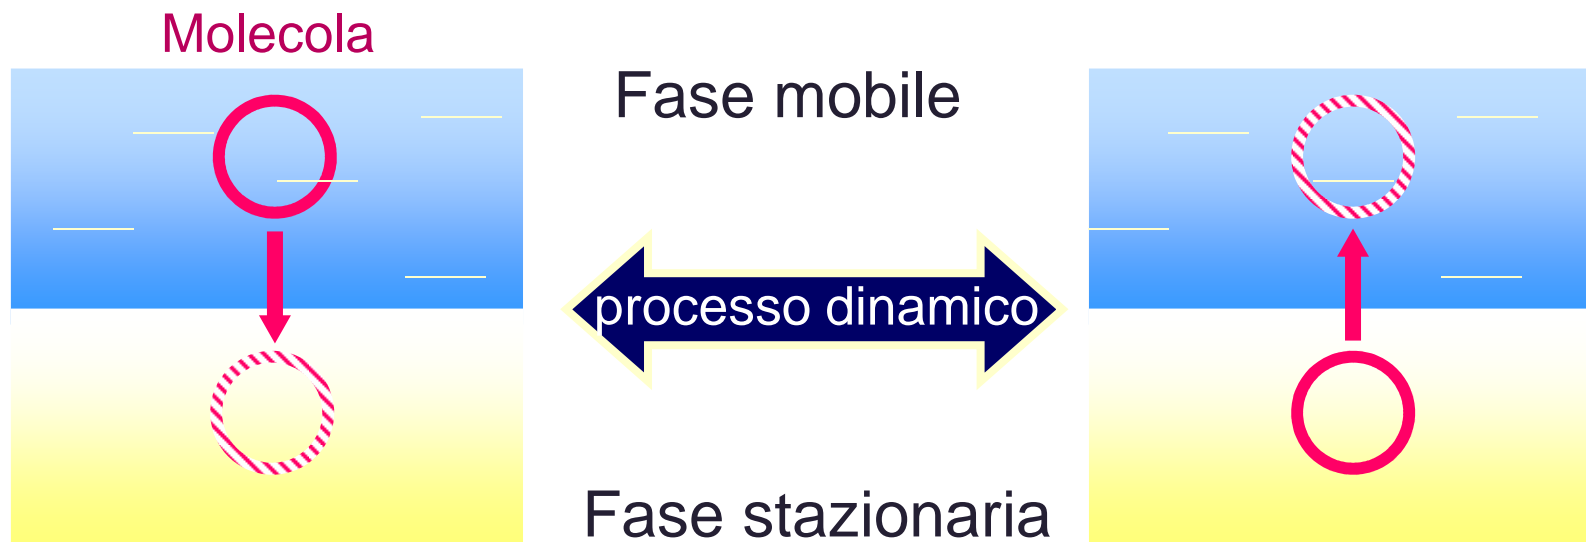 Molecola
Fase mobile
processo dinamico
Fase stazionaria